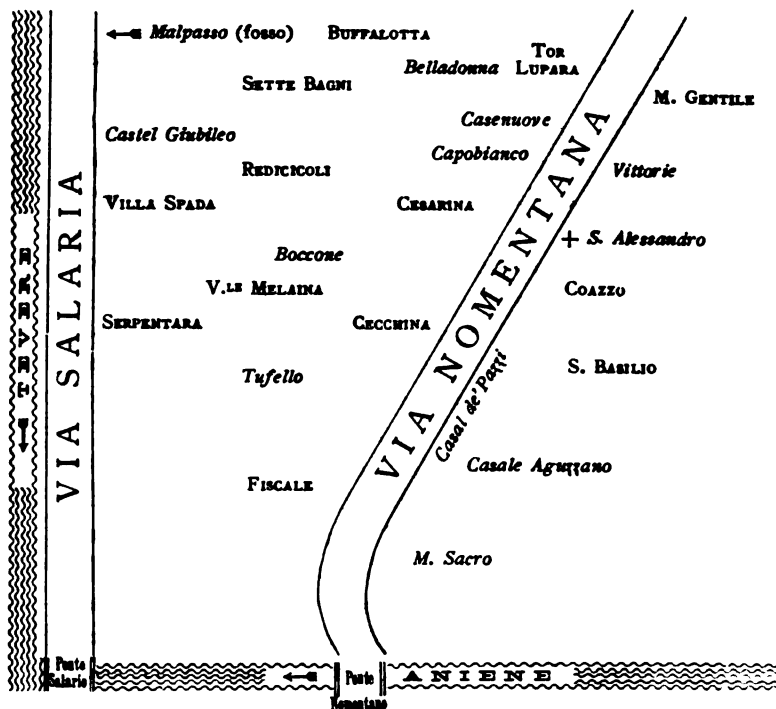 Malpasso (fosso) BUFFALOTTA
TOR
Belladonna LUPARA
SETTE BAGNI
M. GENTILE
Casenuove
Castel Giubileo
Capobianco
REDICICOLI
Vittorie
VILLA SPADA
CESARINA
S. Alessandro
Boccone
V.LE MELAINA
COAZZO
SERPENTARA
CECCHINA
S. BASILIO
Tufello
Casal de' Pazzi
Casale Aguzzano
FISCALE
M. Sacro
VIA SALARIA
VIA NOMENTANA
TEVERE
Ponte
Salario
Ponte
Nomentano
ANIENE